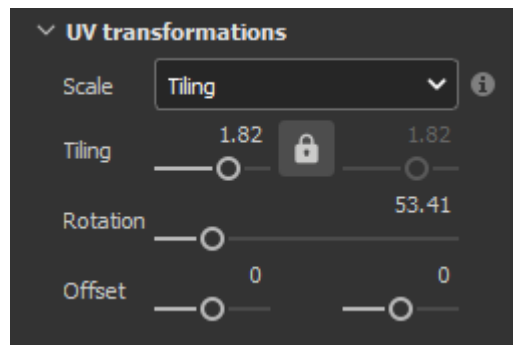 UV transformations
Scale Tiling
Tiling 1.82 1.82
Rotation 53.41
Offset 0 0